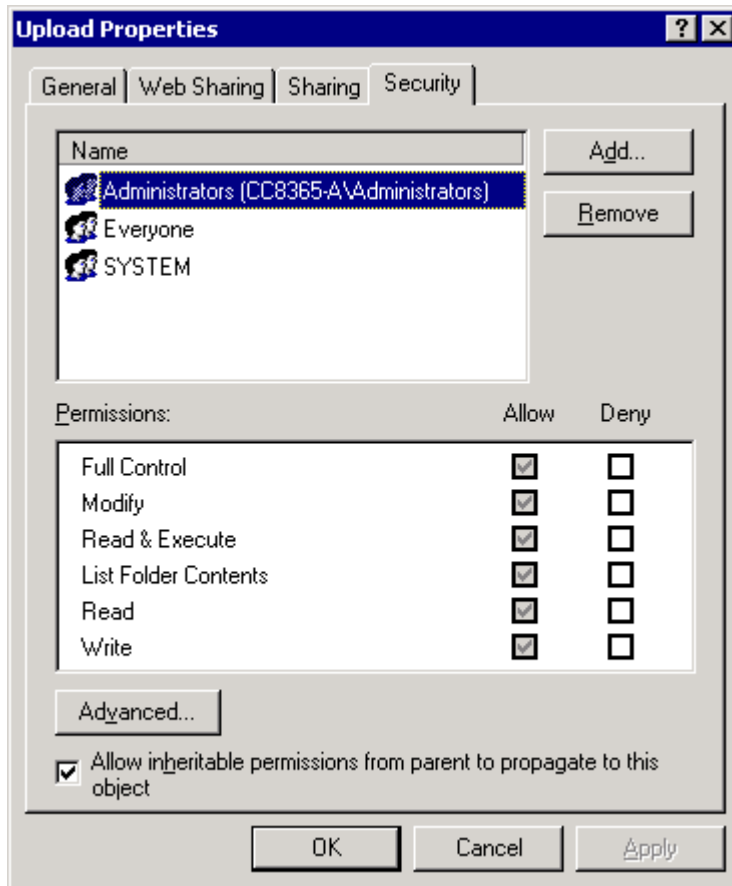 Upload Properties
General Web Sharing Sharing Security
Name
Add...
Administrators (CC8365-A\Administrators)
Remove
Everyone
SYSTEM
Permissions: Allow Deny
Full Control
Modify
Read & Execute
List Folder Contents
Read
Write
Advanced...
Allow inheritable permissions from parent to propagate to this
object
OK Cancel Apply